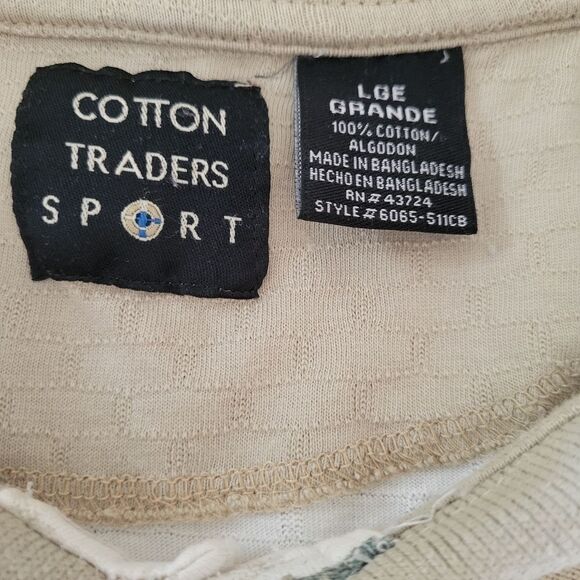 COTTON
TRADERS
SPORT
LGE
GRANDE
100% COTTON/
ALGODON
MADE IN BANGLADESH
HECHO EN BANGLADESH
RN# 43724
STYLE #6065-511CB